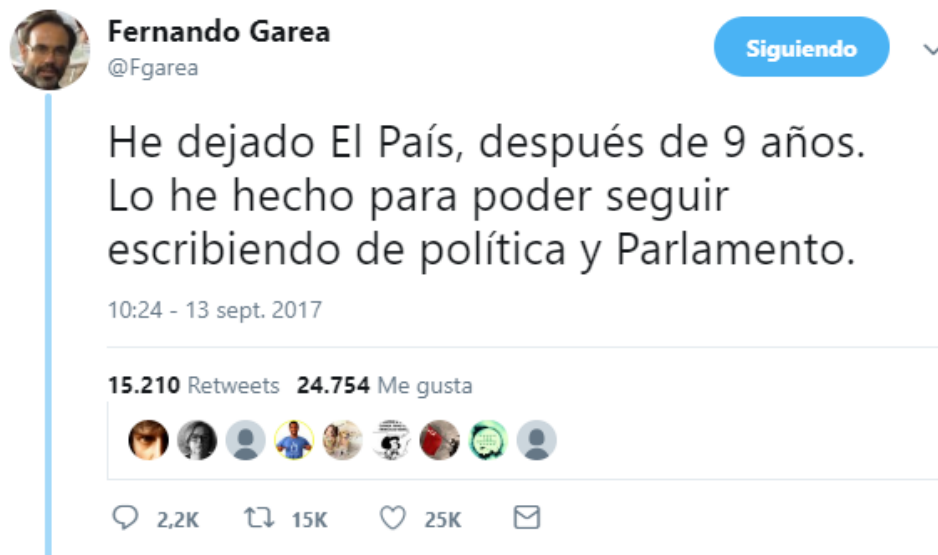 Fernando Garea
@Fgarea
Siguiendo
He dejado El País, después de 9 años.
Lo he hecho para poder seguir
escribiendo de política y Parlamento.
10:24 - 13 sept. 2017
15.210 Retweets 24.754 Me gusta
2,2K 15K 25K